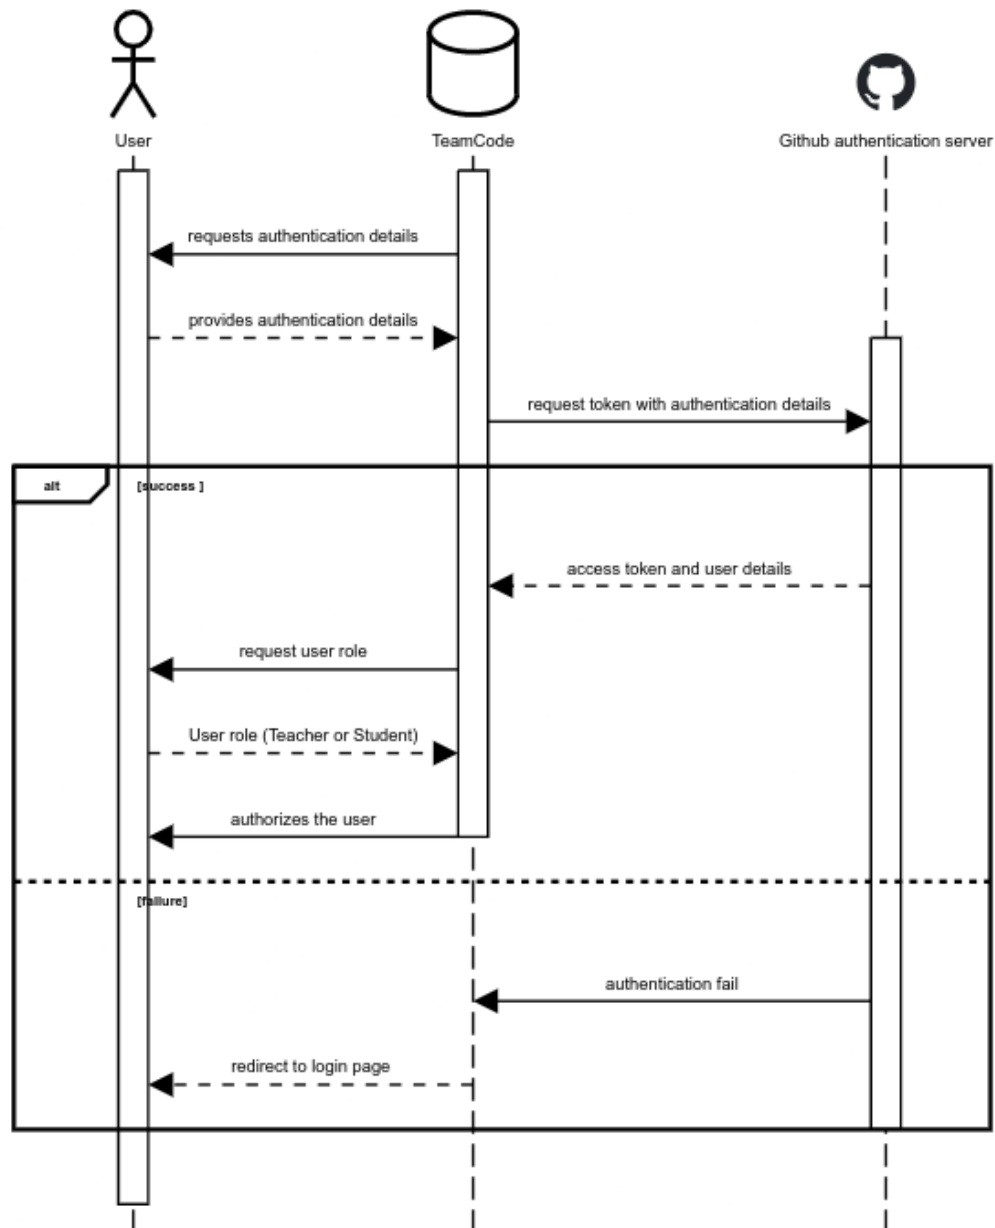 User
TeamCode
Github authentication server
requests authentication details
provides authentication details
request token with authentication details
alt
[success ]
access token and user details
request user role
User role (Teacher or Student)
authorizes the user
[failure]
authentication fail
redirect to login page